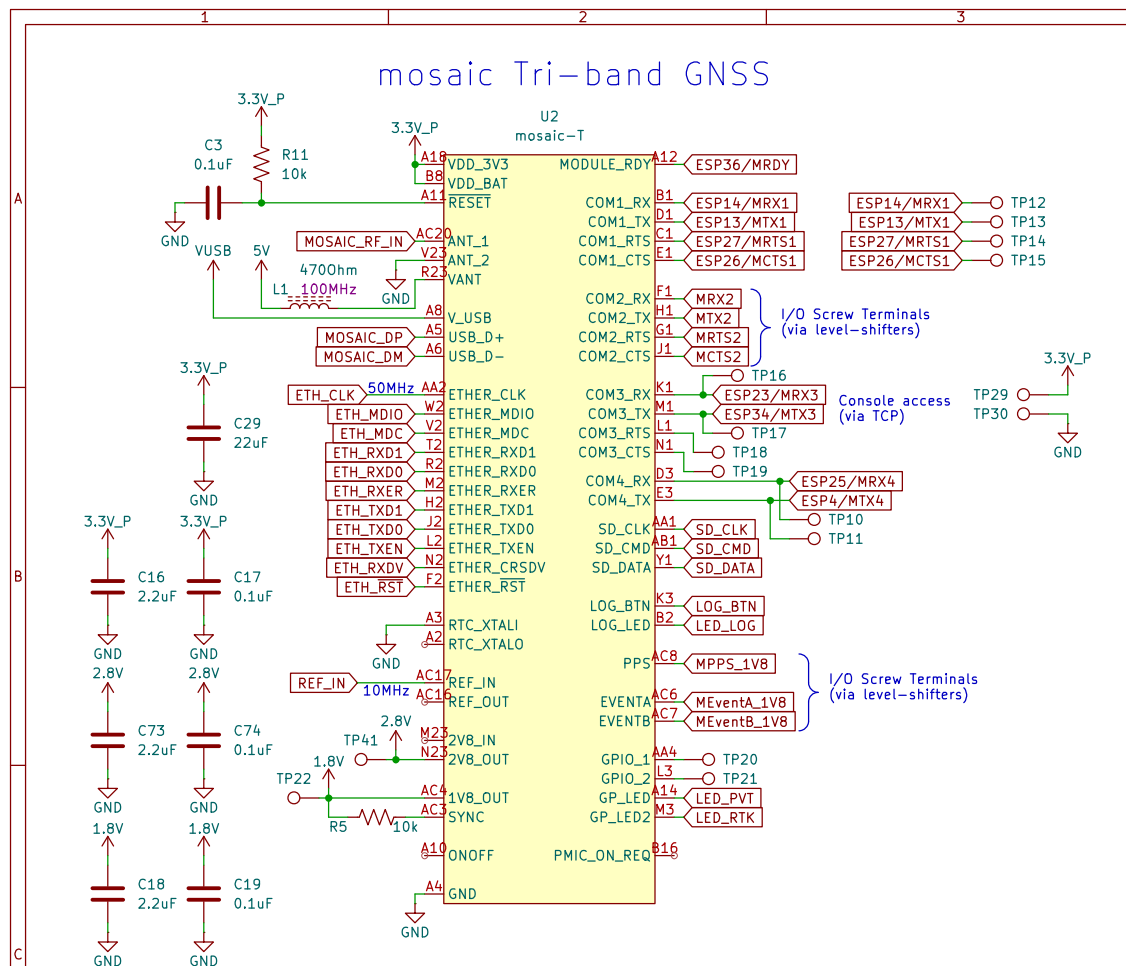 1 2 3
mosaic Tri-band GNSS
A
B
C
U2
mosaic-T
3.3V_P
C3
0.1uF
R11
10k
GND
3.3V_P
A18 VDD_3V3
B8 VDD_BAT
A11 RESET
MOSAIC_RF_IN AC20 ANT_1
V23 ANT_2
GND
R23 VANT
VUSB
5V
470Ohm
L1 100MHz
A8 V_USB
MOSAIC_DP A5 USB_D+
MOSAIC_DM A6 USB_D-
ETH_CLK 50MHz AA2 ETHER_CLK
ETH_MDIO W2 ETHER_MDIO
ETH_MDC V2 ETHER_MDC
ETH_RXD1 T2 ETHER_RXD1
ETH_RXD0 R2 ETHER_RXD0
ETH_RXER M2 ETHER_RXER
ETH_TXD1 H2 ETHER_TXD1
ETH_TXD0 J2 ETHER_TXD0
ETH_TXEN L2 ETHER_TXEN
ETH_RXDV N2 ETHER_CRSDV
ETH_RST F2 ETHER_RST
A3 RTC_XTALI
GND
A2 RTC_XTALO
REF_IN 10MHz AC17 REF_IN
AC16 REF_OUT
2.8V
M23 2V8_IN
TP41 N23 2V8_OUT
1.8V
TP22 AC4 1V8_OUT
R5 10k AC3 SYNC
A10 ONOFF
A4 GND
GND
MODULE_RDY A12 ESP36/MRDY
COM1_RX B1 ESP14/MRX1
COM1_TX D1 ESP13/MTX1
COM1_RTS C1 ESP27/MRTS1
COM1_CTS E1 ESP26/MCTS1
COM2_RX F1 MRX2
COM2_TX H1 MTX2
COM2_RTS G1 MRTS2
COM2_CTS J1 MCTS2
I/O Screw Terminals
(via level-shifters)
TP16
COM3_RX K1 ESP23/MRX3
COM3_TX M1 ESP34/MTX3
Console access
(via TCP)
TP17
COM3_RTS L1 TP18
COM3_CTS N1 TP19
COM4_RX D3 ESP25/MRX4
COM4_TX E3 ESP4/MTX4
TP10
TP11
SD_CLK AA1 SD_CLK
SD_CMD AB1 SD_CMD
SD_DATA Y1 SD_DATA
LOG_BTN K3 LOG_BTN
LOG_LED B2 LED_LOG
PPS AC8 MPPS_1V8
EVENTA AC6 MEventA_1V8
EVENTB AC7 MEventB_1V8
I/O Screw Terminals
(via level-shifters)
GPIO_1 AA4 TP20
GPIO_2 L3 TP21
GP_LED A14 LED_PVT
GP_LED2 M3 LED_RTK
PMIC_ON_REQ B16
ESP14/MRX1 TP12
ESP13/MTX1 TP13
ESP27/MRTS1 TP14
ESP26/MCTS1 TP15
3.3V_P
TP29
TP30
GND
3.3V_P
C29
22uF
GND
3.3V_P 3.3V_P
C16 C17
2.2uF 0.1uF
GND GND
2.8V 2.8V
C73 C74
2.2uF 0.1uF
GND GND
1.8V 1.8V
C18 C19
2.2uF 0.1uF
GND GND